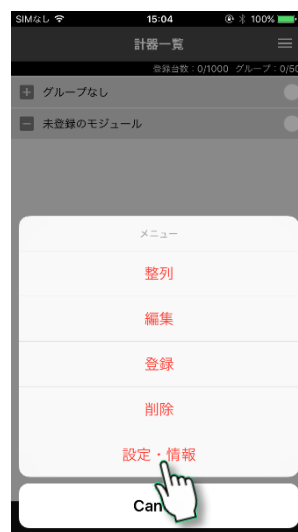 SIMなし 15:04 100%
計器一覧
登録台数：0/1000 グループ：0/50
グループなし
未登録のモジュール
メニュー
整列
編集
登録
削除
設定・情報
Can